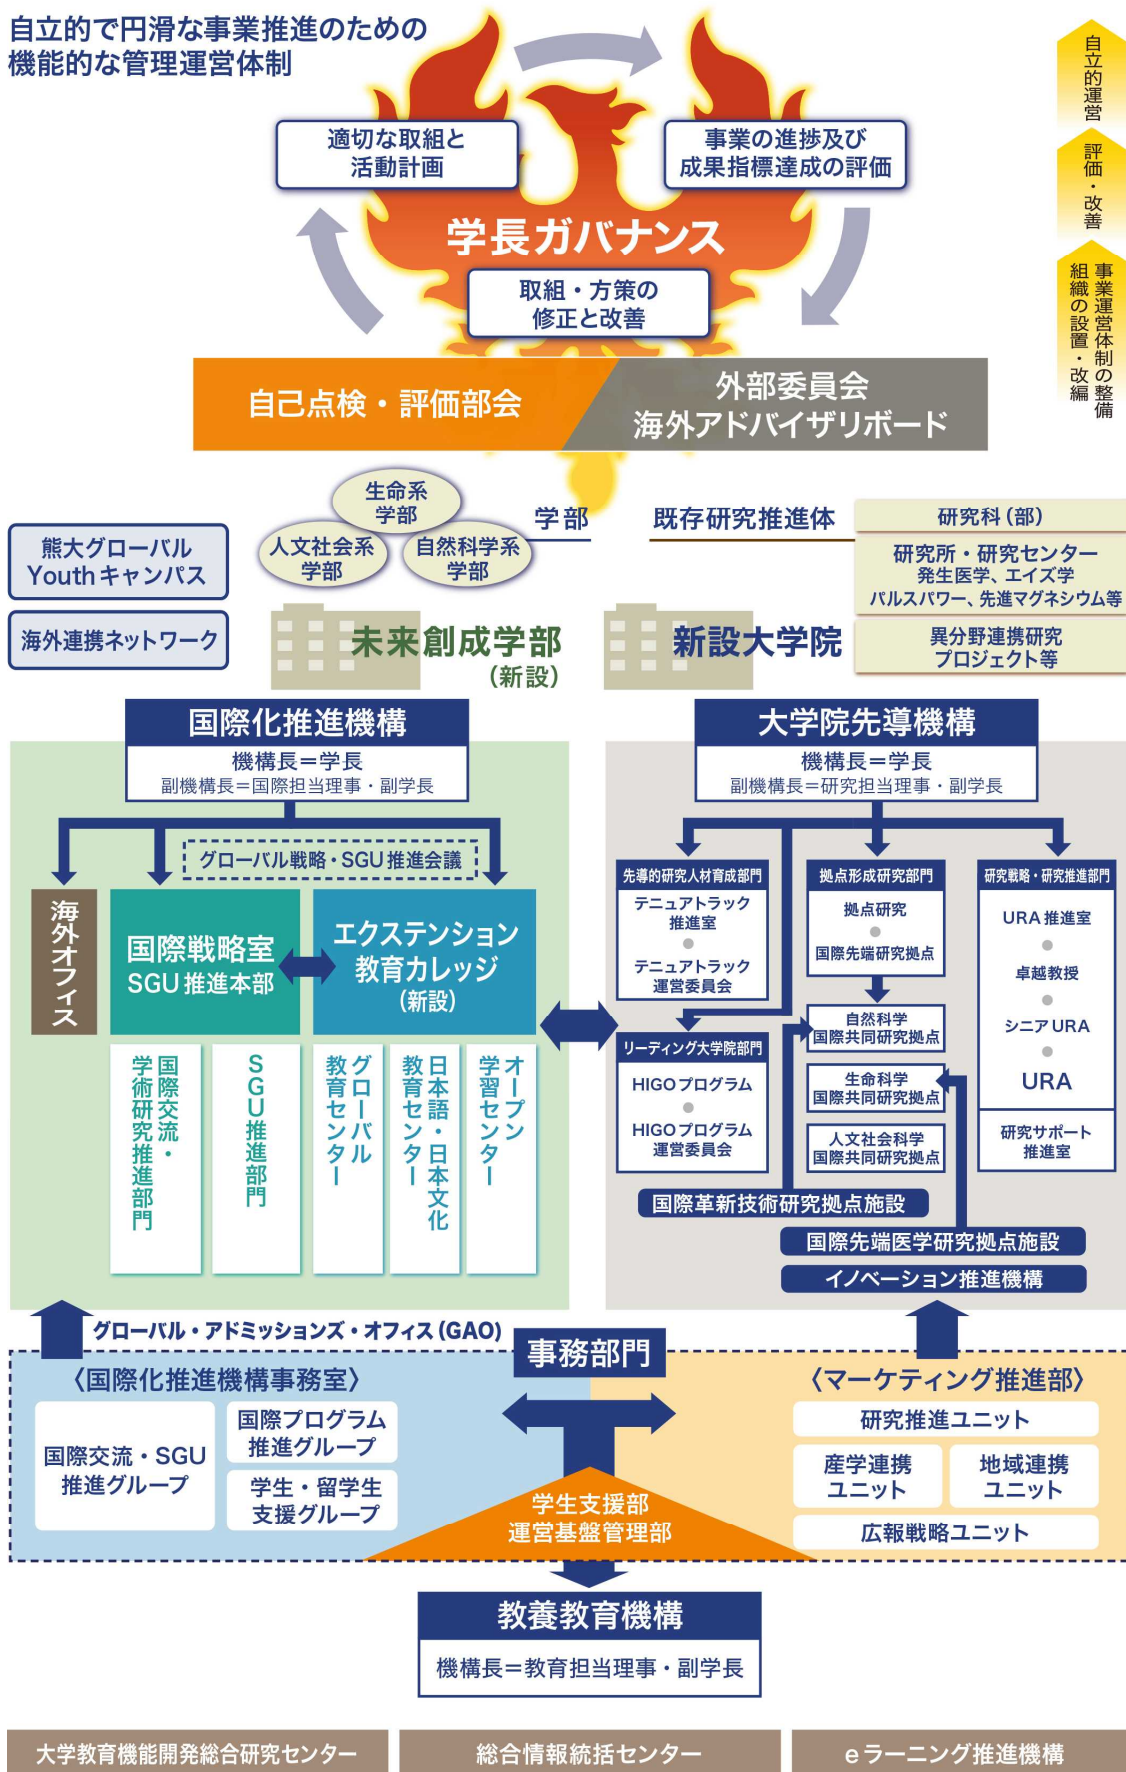 自立的で円滑な事業推進のための
機能的な管理運営体制
適切な取組と
活動計画
事業の進捗及び
成果指標達成の評価
学長ガバナンス
取組・方策の
修正と改善
自立的運営
評価・改善
事業運営体制の整備
組織の設置・改編
自己点検・評価部会
外部委員会
海外アドバイザリボード
熊大グローバル
Youthキャンパス
海外連携ネットワーク
生命系
学部
人文社会系
学部
自然科学系
学部
学部
既存研究推進体
研究科（部）
研究所・研究センター
発生医学、エイズ学
パルスパワー、先進マグネシウム等
異分野連携研究
プロジェクト等
未来創成学部
（新設）
新設大学院
国際化推進機構
機構長＝学長
副機構長＝国際担当理事・副学長
グローバル戦略・SGU推進会議
海外オフィス
国際戦略室
SGU推進本部
エクステンション
教育カレッジ
（新設）
国際交流・
学術研究推進部門
SGU推進部門
グローバル
教育センター
日本語・日本文化
教育センター
オープン
学習センター
大学院先導機構
機構長＝学長
副機構長＝研究担当理事・副学長
先導的研究人材育成部門
テニュアトラック
推進室
テニュアトラック
運営委員会
リーディング大学院部門
HIGOプログラム
HIGOプログラム
運営委員会
拠点形成研究部門
拠点研究
国際先端研究拠点
自然科学
国際共同研究拠点
生命科学
国際共同研究拠点
人文社会科学
国際共同研究拠点
研究戦略・研究推進部門
URA推進室
卓越教授
シニアURA
URA
研究サポート
推進室
国際革新技術研究拠点施設
国際先端医学研究拠点施設
イノベーション推進機構
グローバル・アドミッションズ・オフィス（GAO）
事務部門
〈国際化推進機構事務室〉
国際交流・SGU
推進グループ
国際プログラム
推進グループ
学生・留学生
支援グループ
〈マーケティング推進部〉
研究推進ユニット
産学連携
ユニット
地域連携
ユニット
広報戦略ユニット
学生支援部
運営基盤管理部
教養教育機構
機構長＝教育担当理事・副学長
大学教育機能開発総合研究センター
総合情報統括センター
eラーニング推進機構